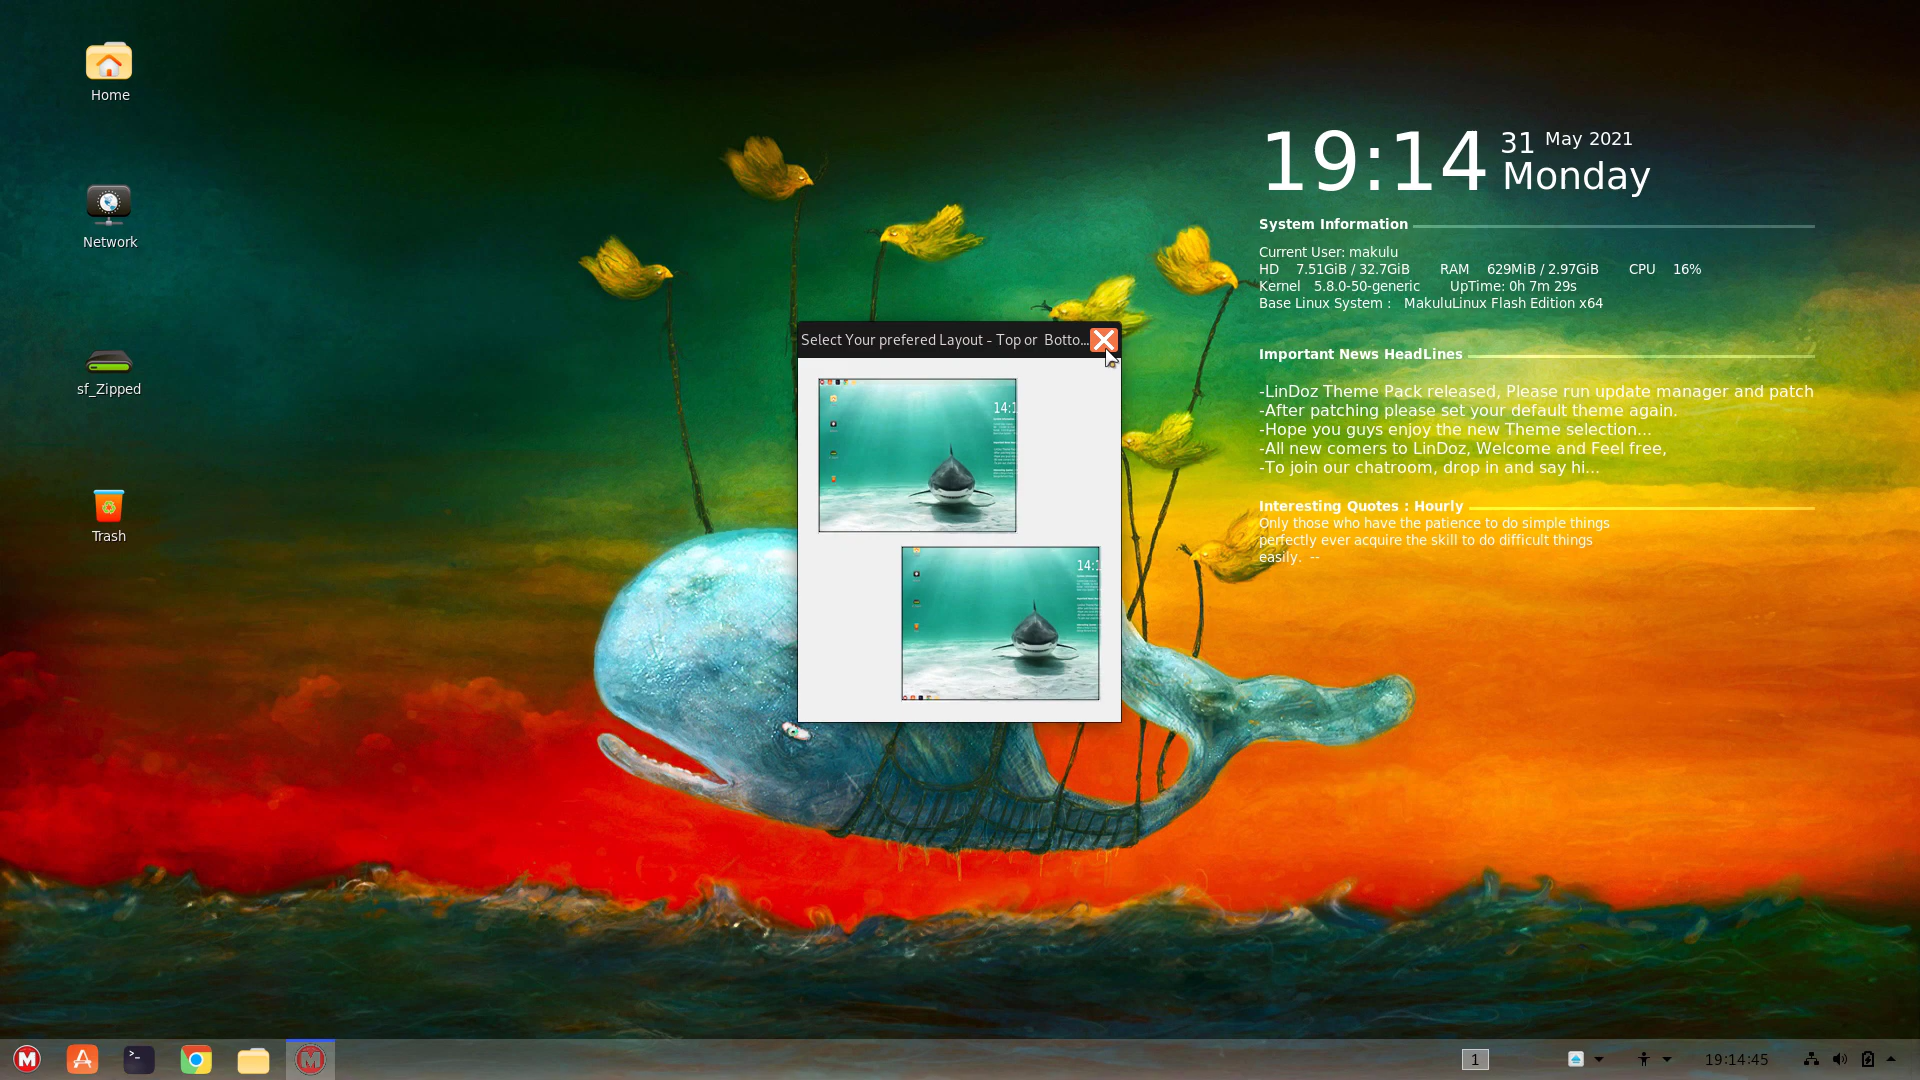 Home
Network
sf_Zipped
Trash
19:14 31 May 2021
Monday
System Information
Current User: makulu
HD 7.51GiB / 32.7GiB RAM 629MiB / 2.97GiB CPU 16%
Kernel 5.8.0-50-generic UpTime: 0h 7m 29s
Base Linux System : MakuluLinux Flash Edition x64
Important News HeadLines
-LinDoz Theme Pack released, Please run update manager and patch
-After patching please set your default theme again.
-Hope you guys enjoy the new Theme selection...
-All new comers to LinDoz, Welcome and Feel free,
-To join our chatroom, drop in and say hi...
Interesting Quotes : Hourly
Only those who have the patience to do simple things
perfectly ever acquire the skill to do difficult things
easily. --
Select Your prefered Layout - Top or Botto...
14:1
14:1
M
A
>_
M
1
19:14:45